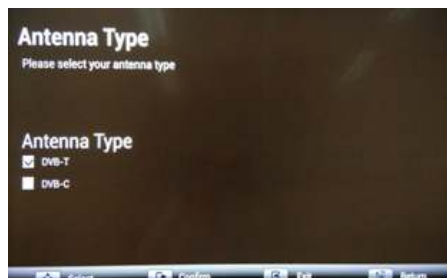 Antenna Type
Please select your antenna type
Antenna Type
DVB-T
DVB-C
Select Confirm Exit Return